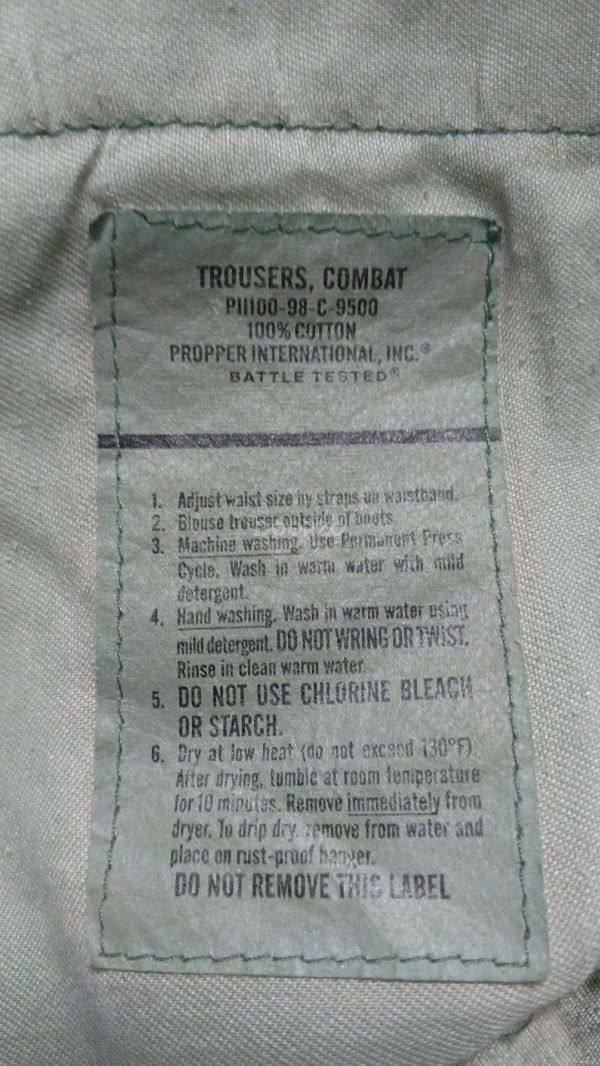 TROUSERS, COMBAT
PII100-98-C-9500
100% COTTON
PROPPER INTERNATIONAL, INC.®
BATTLE TESTED®
1. Adjust waist size by straps on waistband.
2. Blouse trouser outside of boots
3. Machine washing. Use Permanent Press
Cycle. Wash in warm water with mild
detergent.
4. Hand washing. Wash in warm water using
mild detergent. DO NOT WRING OR TWIST.
Rinse in clean warm water.
5. DO NOT USE CHLORINE BLEACH
OR STARCH.
6. Dry at low heat (do not exceed 130°F)
After drying, tumble at room temperature
for 10 minutes. Remove immediately from
dryer. To drip dry, remove from water and
place on rust-proof hanger.
DO NOT REMOVE THIS LABEL